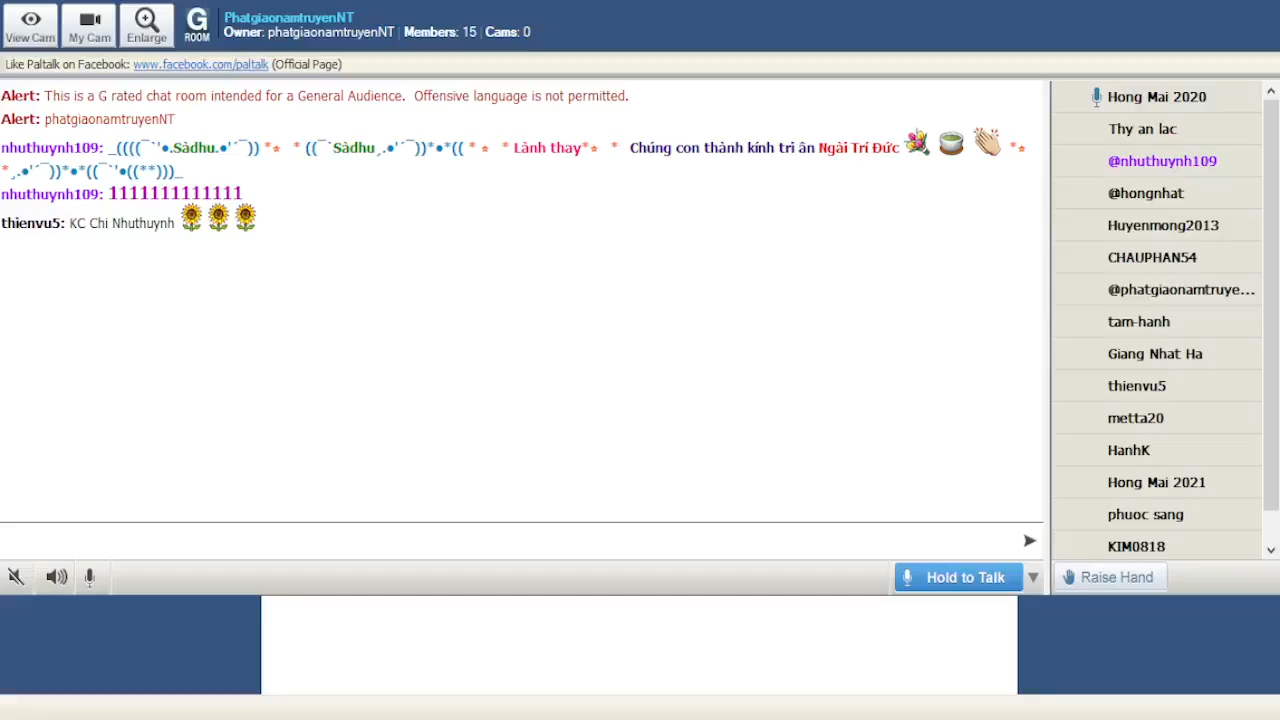 View Cam
My Cam
Enlarge
G
ROOM
PhatgiaonamtruyenNT
Owner: phatgiaonamtruyenNT | Members: 15 | Cams: 0
Like Paltalk on Facebook: www.facebook.com/paltalk (Official Page)
Alert: This is a G rated chat room intended for a General Audience. Offensive language is not permitted.
Alert: phatgiaonamtruyenNT
nhuthuynh109: _((((¯`'●.Sàdhu.●'´¯)) *⭒ * ((¯`Sàdhu¸.●'´¯))*●*(( * ⭒ * Lành thay*⭒ * Chúng con thành kính tri ân Ngài Trí Đức 💐 🍵 👏 *⭒
*¸.●'´¯))*●*((¯`'●((**)))_
nhuthuynh109: 1111111111111
thienvu5: KC Chi Nhuthuynh 🌻 🌻 🌻
Hold to Talk
Hong Mai 2020
Thy an lac
@nhuthuynh109
@hongnhat
Huyenmong2013
CHAUPHAN54
@phatgiaonamtruye...
tam-hanh
Giang Nhat Ha
thienvu5
metta20
HanhK
Hong Mai 2021
phuoc sang
KIM0818
Raise Hand